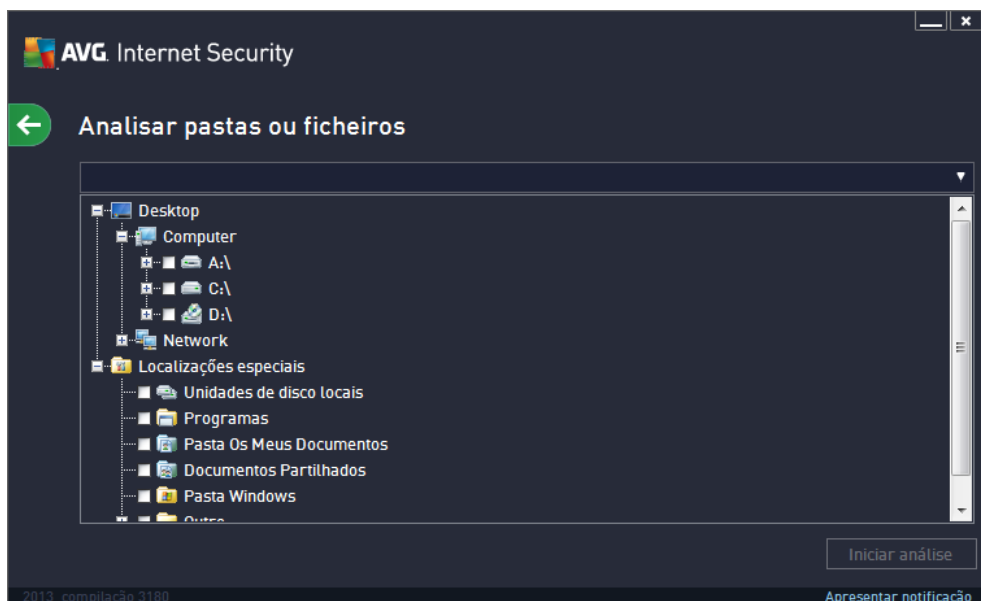 AVG. Internet Security
Analisar pastas ou ficheiros
Desktop
Computer
A:\
C:\
D:\
Network
Localizações especiais
Unidades de disco locais
Programas
Pasta Os Meus Documentos
Documentos Partilhados
Pasta Windows
Outro
Iniciar análise
2013 compilação 3180
Apresentar notificação